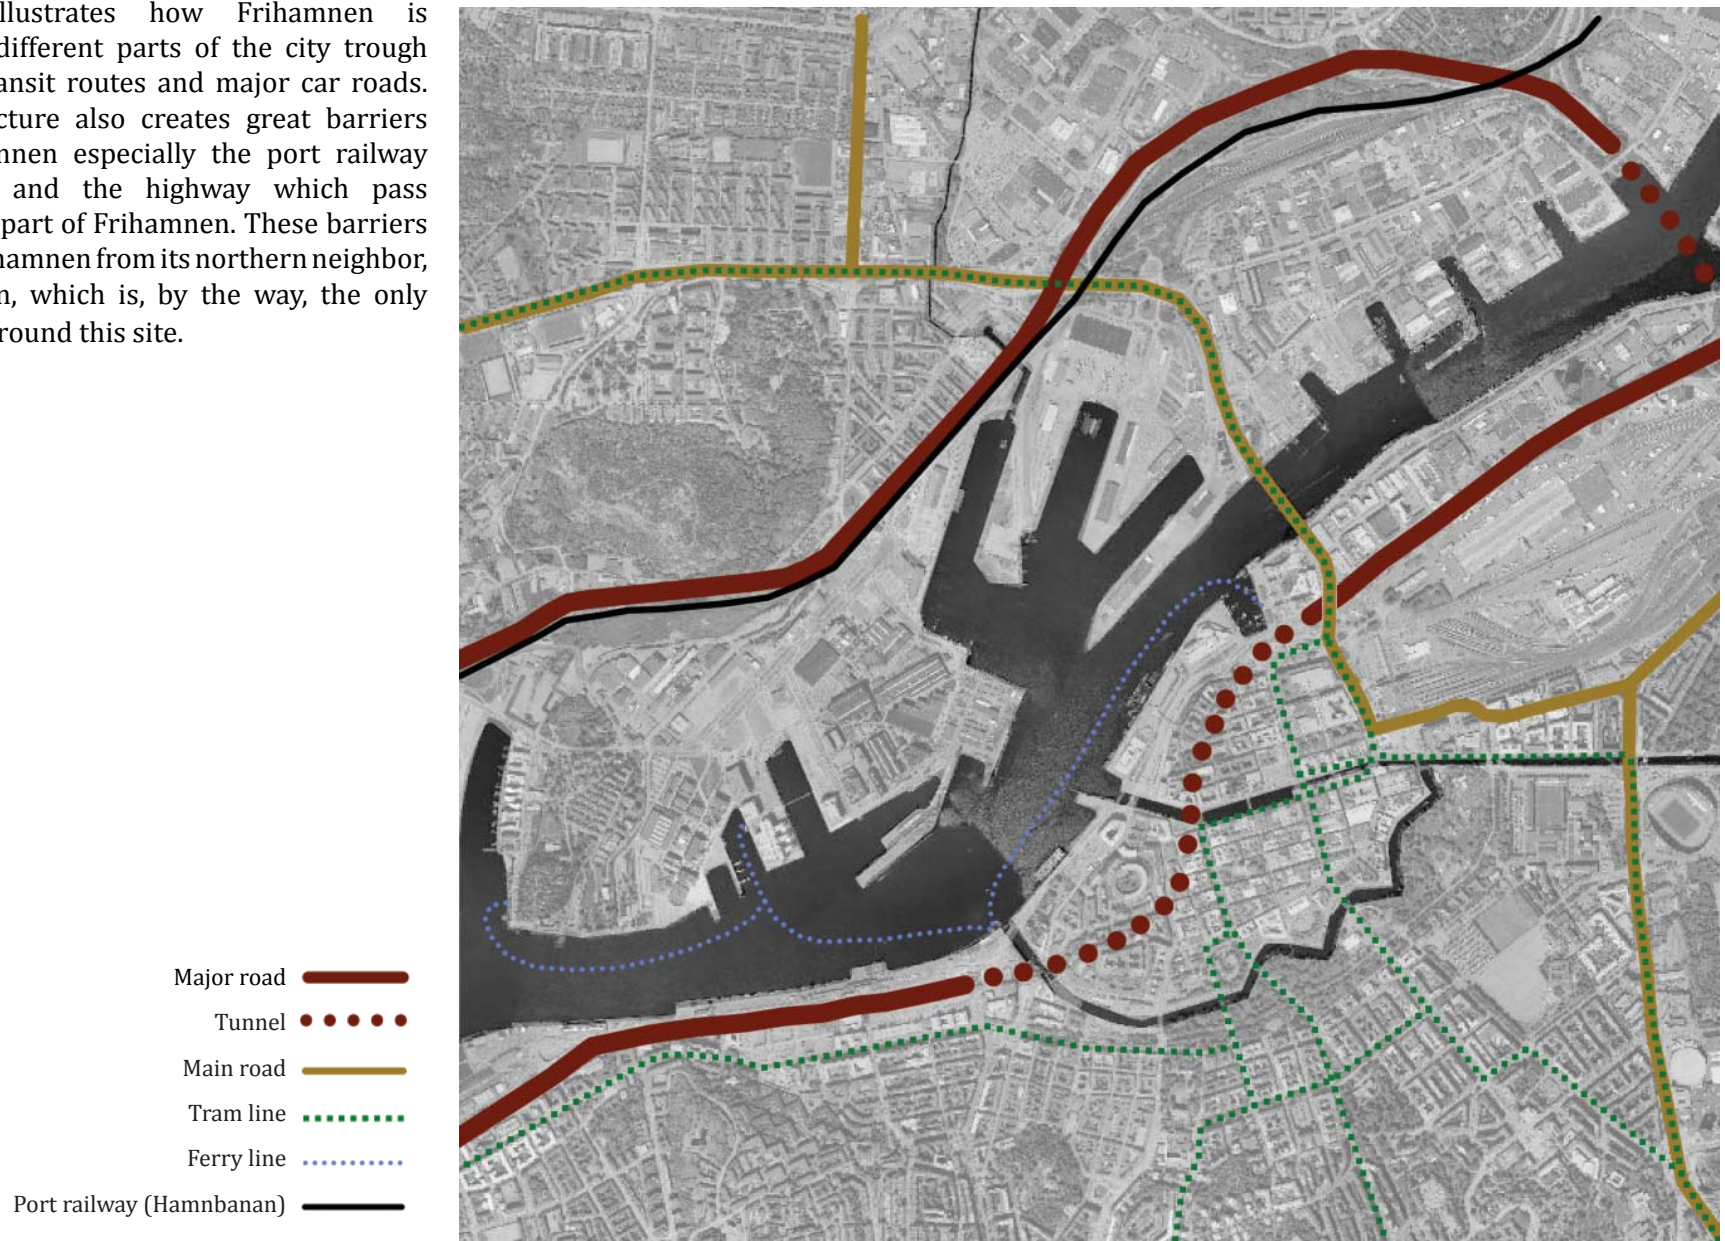 llustrates how Frihamnen is
different parts of the city trough
ansit routes and major car roads.
cture also creates great barriers
mnen especially the port railway
and the highway which pass
part of Frihamnen. These barriers
hamnen from its northern neighbor,
n, which is, by the way, the only
round this site.
Major road
Tunnel
Main road
Tram line
Ferry line
Port railway (Hamnbanan)